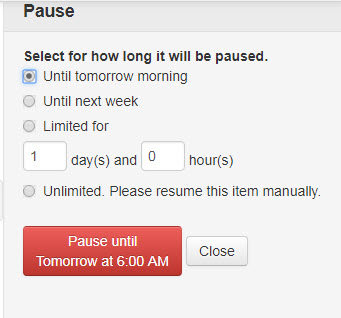 Pause
Select for how long it will be paused.
Until tomorrow morning
Until next week
Limited for
1 day(s) and 0 hour(s)
Unlimited. Please resume this item manually.
Pause until
Tomorrow at 6:00 AM
Close